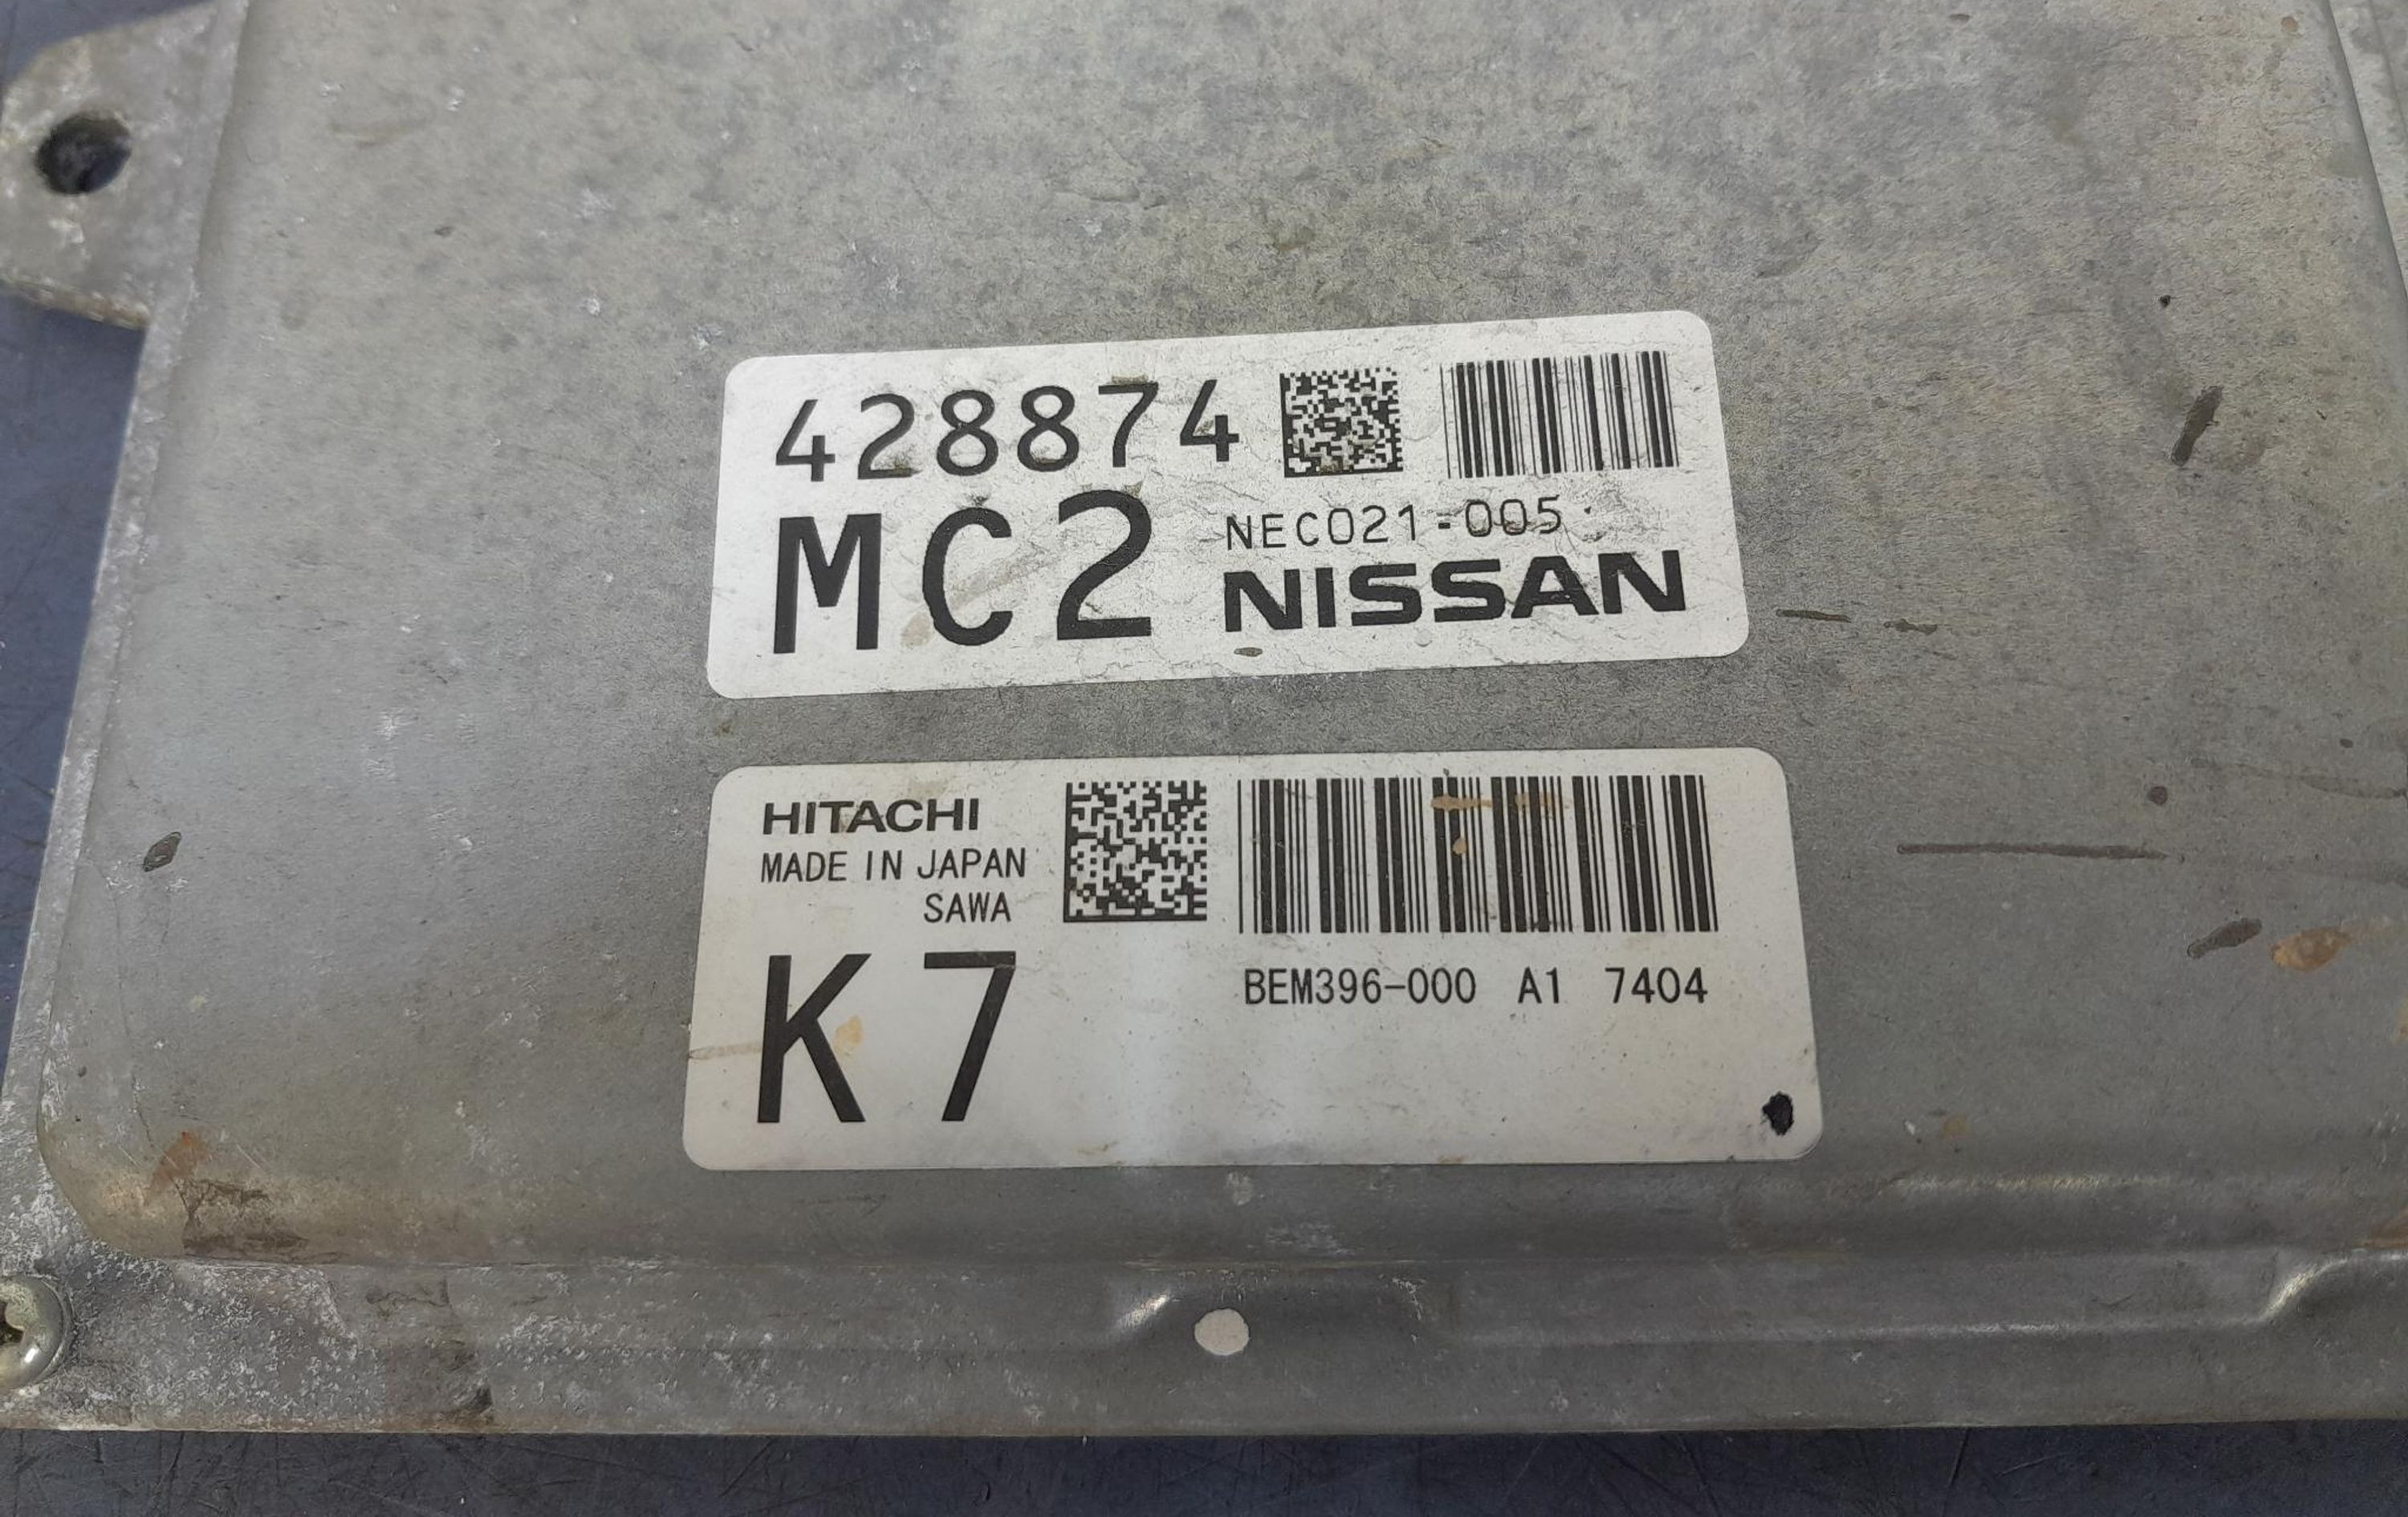 428874
MC2 NEC021-005
NISSAN
HITACHI
MADE IN JAPAN
SAWA
K7
BEM396-000 A1 7404